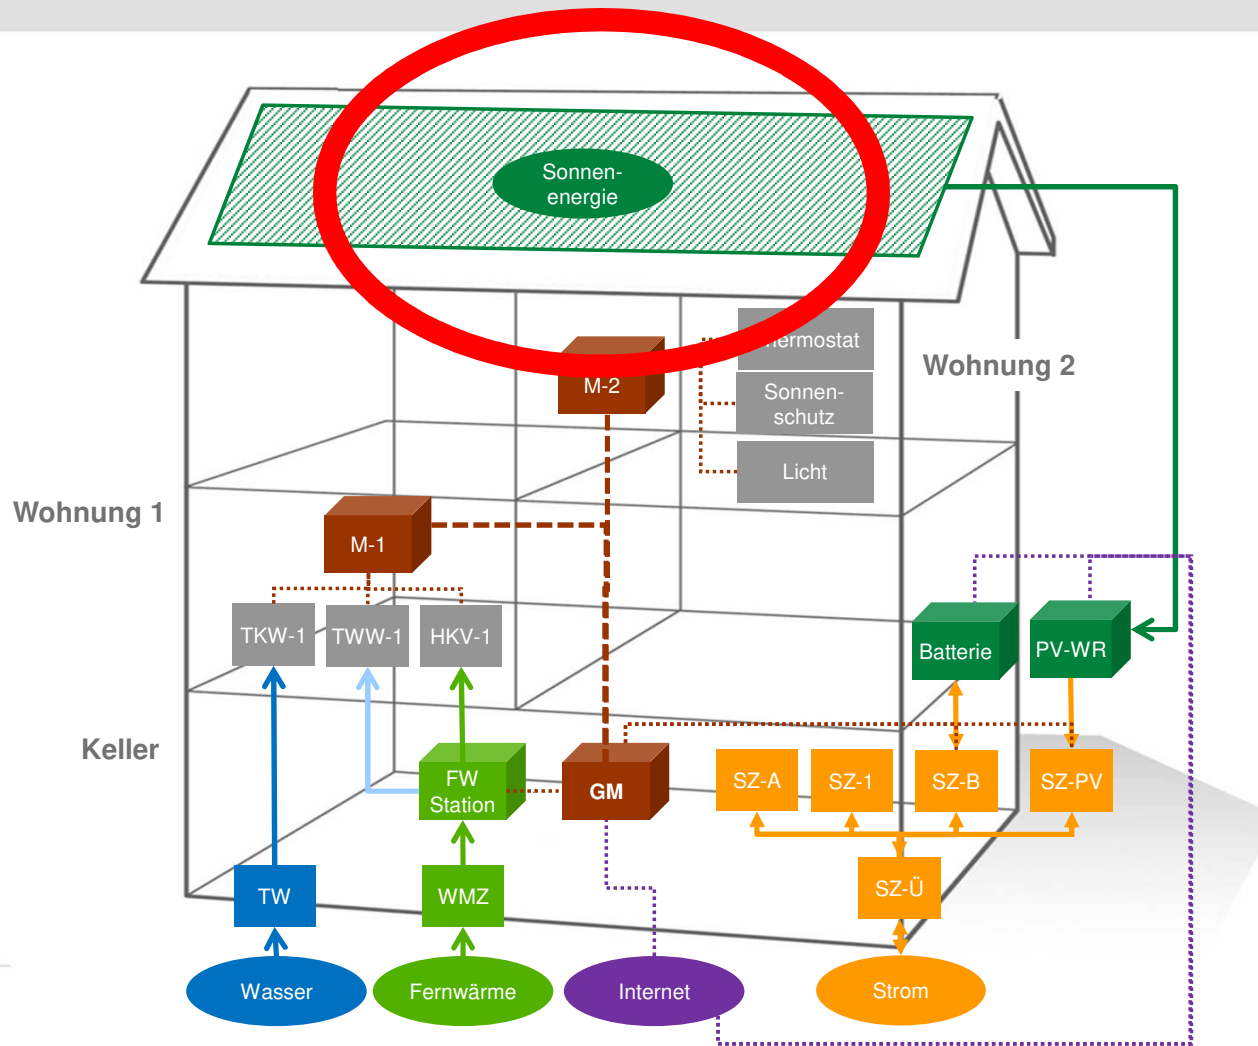 Sonnen-
energie
hermostat
M-2
Wohnung 2
Sonnen-
schutz
Licht
Wohnung 1
M-1
TKW-1
TWW-1
HKV-1
Batterie
PV-WR
Keller
FW
Station
GM
SZ-A
SZ-1
SZ-B
SZ-PV
TW
WMZ
SZ-Ü
Wasser
Fernwärme
Internet
Strom